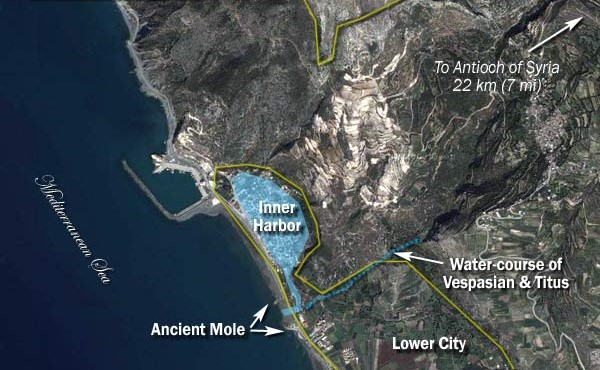 To Antioch of Syria
22 km (7 mi)
Mediterranean Sea
Inner
Harbor
Water-course of
Vespasian & Titus
Ancient Mole
Lower City